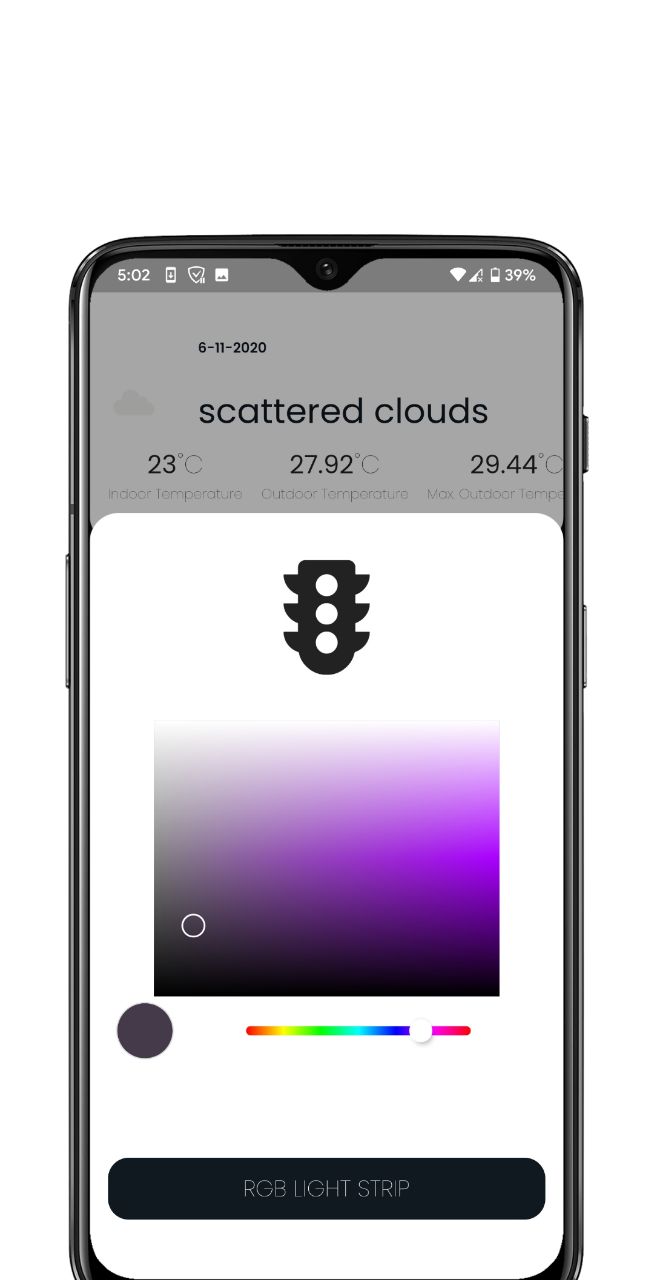 5:02 39%
6-11-2020
scattered clouds
23°C 27.92°C 29.44°C
Indoor Temperature Outdoor Temperature Max. Outdoor Tempe
RGB LIGHT STRIP